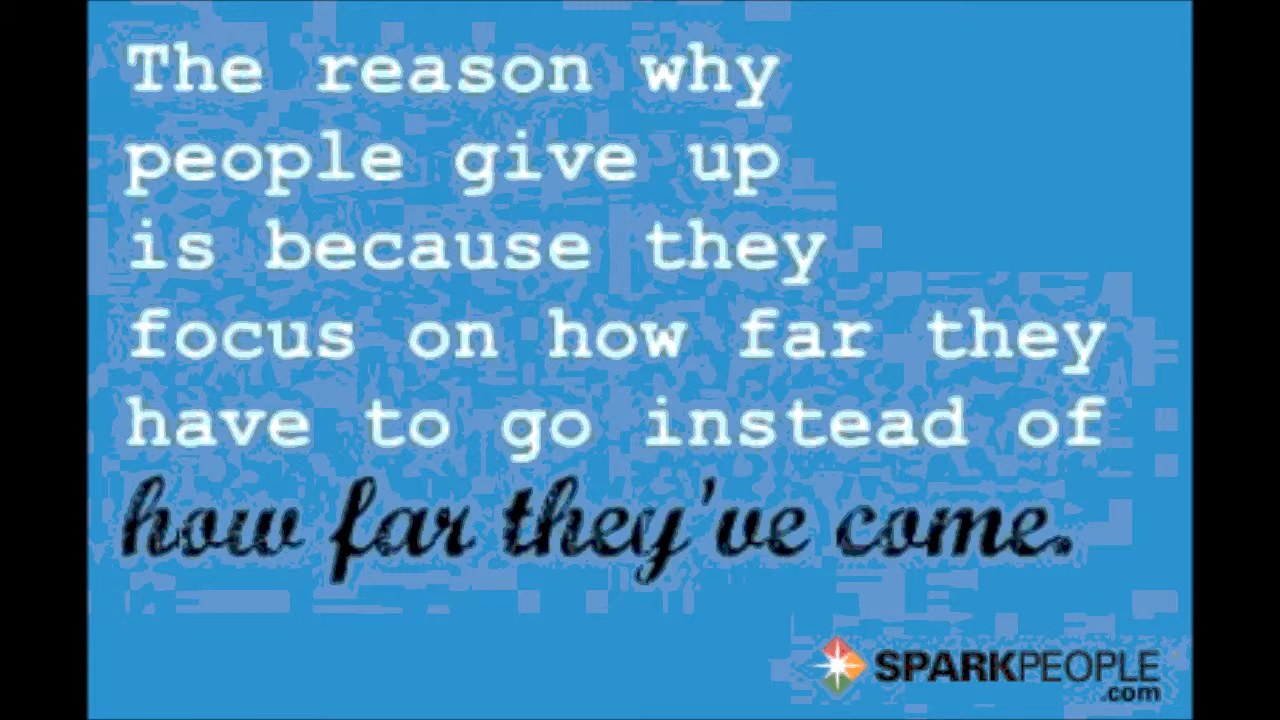 The reason why
people give up
is because they
focus on how far they
have to go instead of
how far they've come.
SPARKPEOPLE
.com